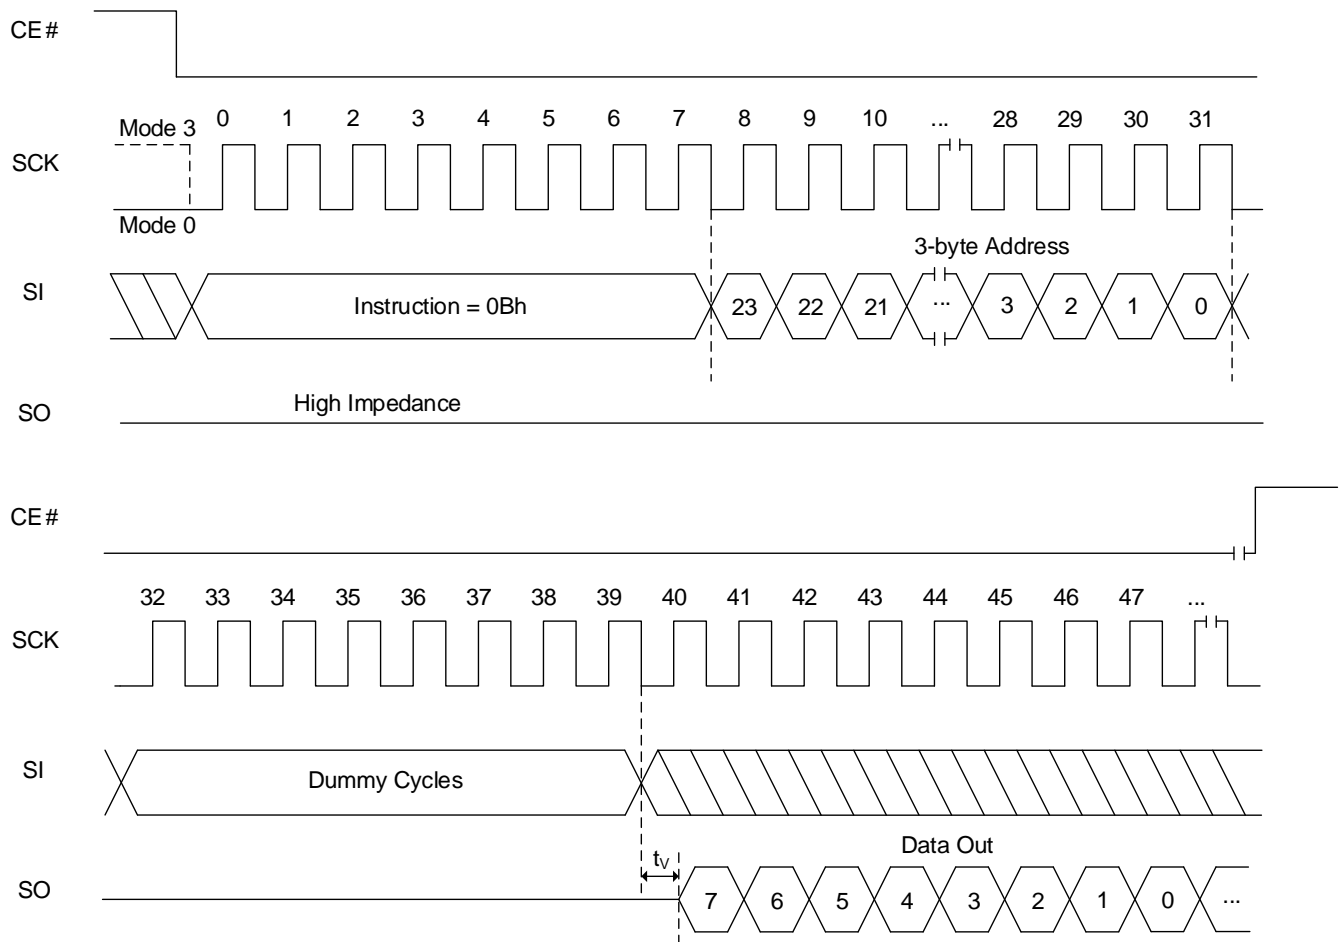 CE#
Mode 3
0 1 2 3 4 5 6 7 8 9 10 ... 28 29 30 31
SCK
Mode 0
3-byte Address
SI
Instruction = 0Bh
23 22 21 ... 3 2 1 0
SO
High Impedance
CE#
32 33 34 35 36 37 38 39 40 41 42 43 44 45 46 47 ...
SCK
SI
Dummy Cycles
Data Out
tV
SO
7 6 5 4 3 2 1 0 ...